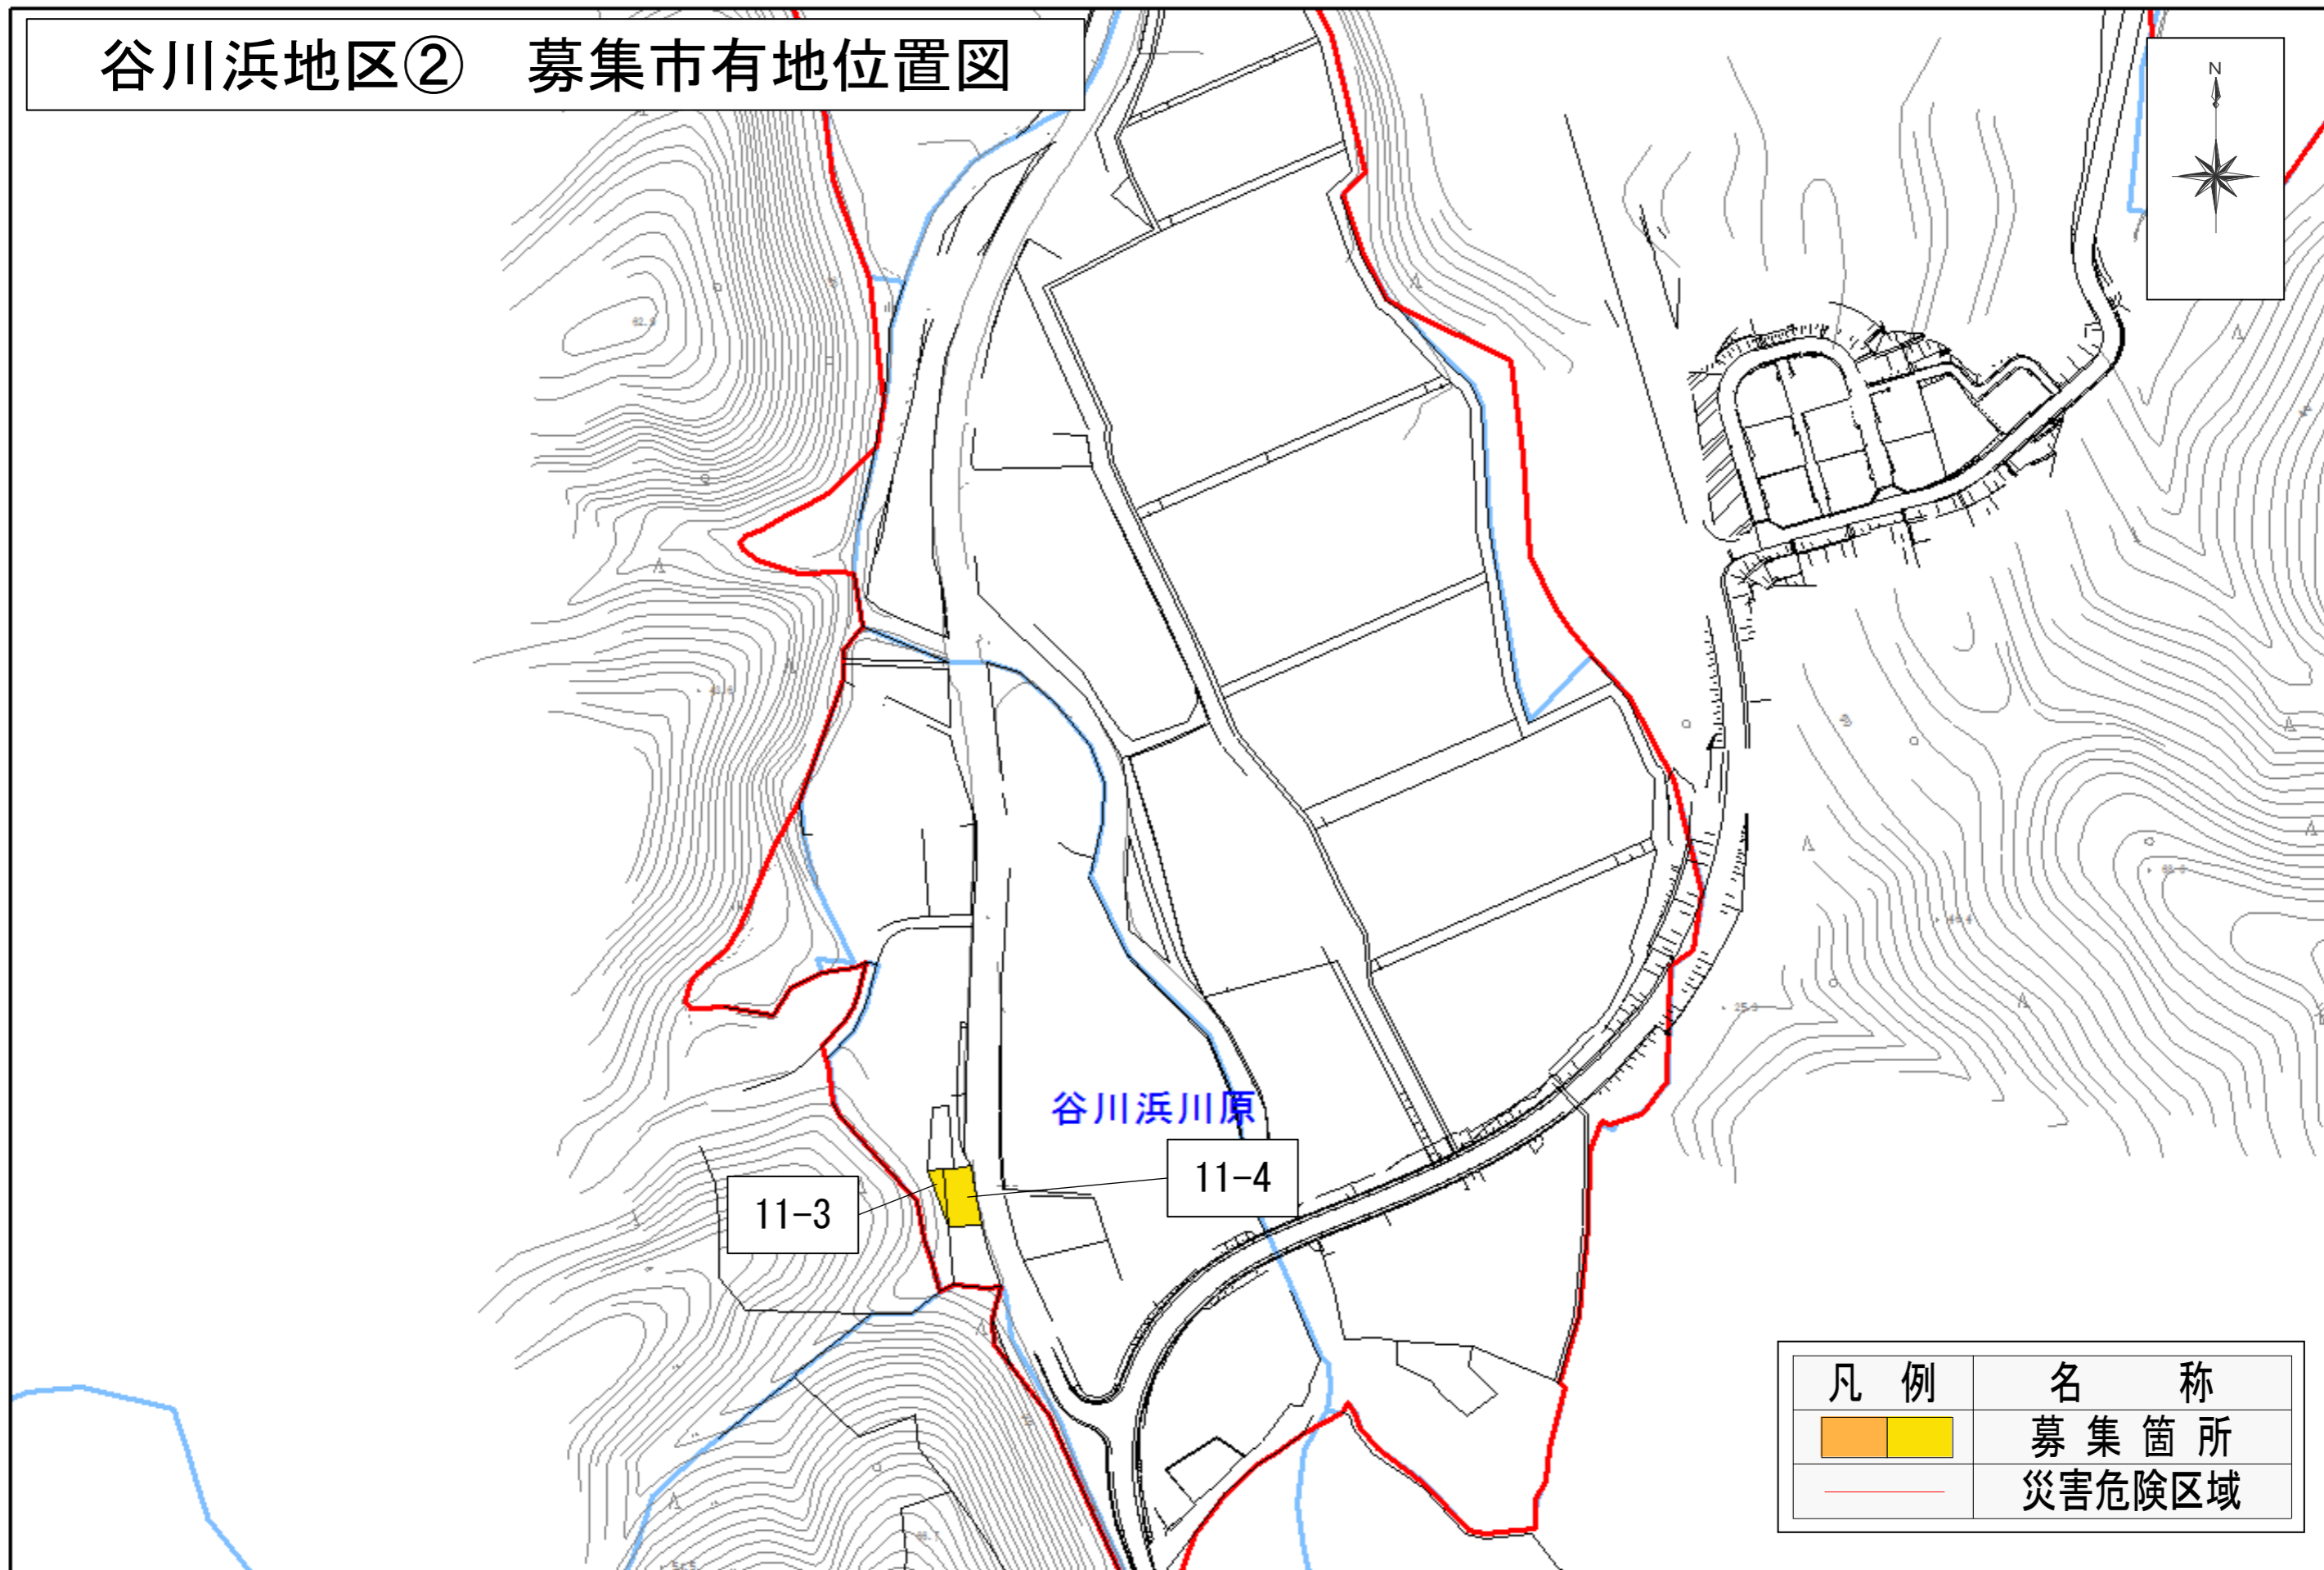 谷川浜地区② 募集市有地位置図
N
谷川浜川原
11-4
11-3
凡 例 名 称
募集箇所
災害危険区域